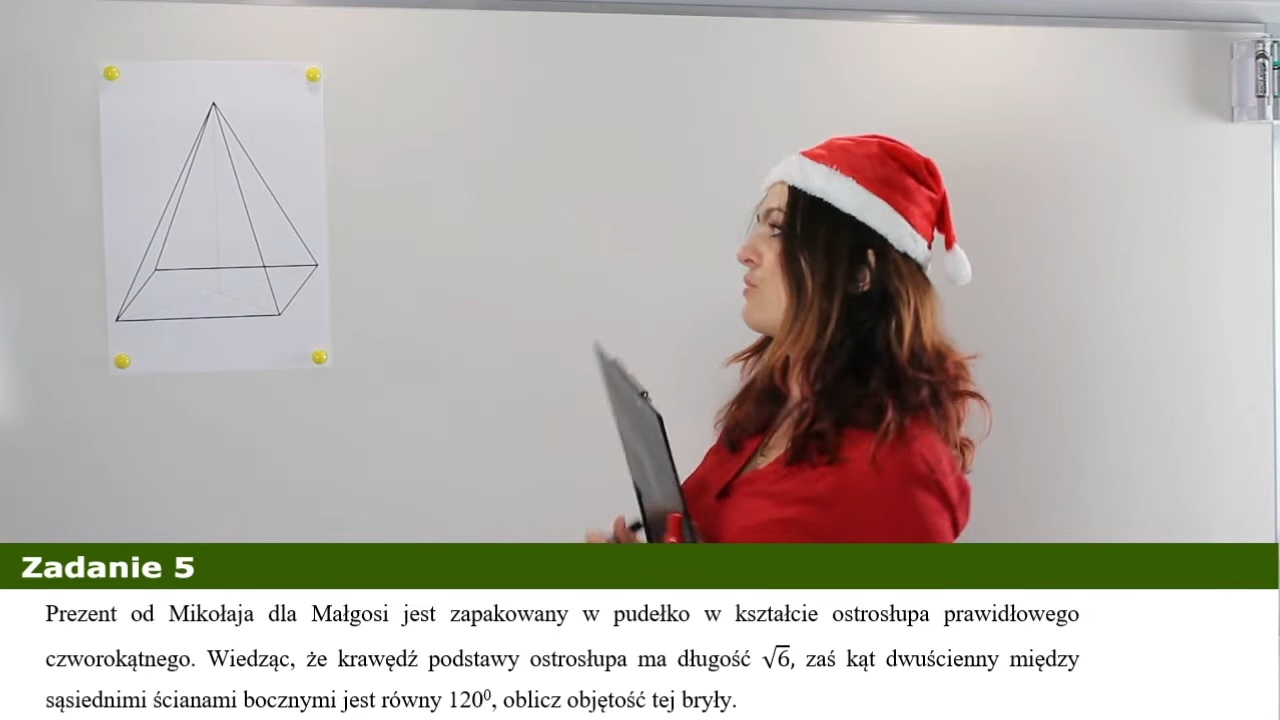 Zadanie 5
Prezent od Mikołaja dla Małgosi jest zapakowany w pudełko w kształcie ostrosłupa prawidłowego
czworokątnego. Wiedząc, że krawędź podstawy ostrosłupa ma długość √6, zaś kąt dwuścienny między
sąsiednimi ścianami bocznymi jest równy 120⁰, oblicz objętość tej bryły.